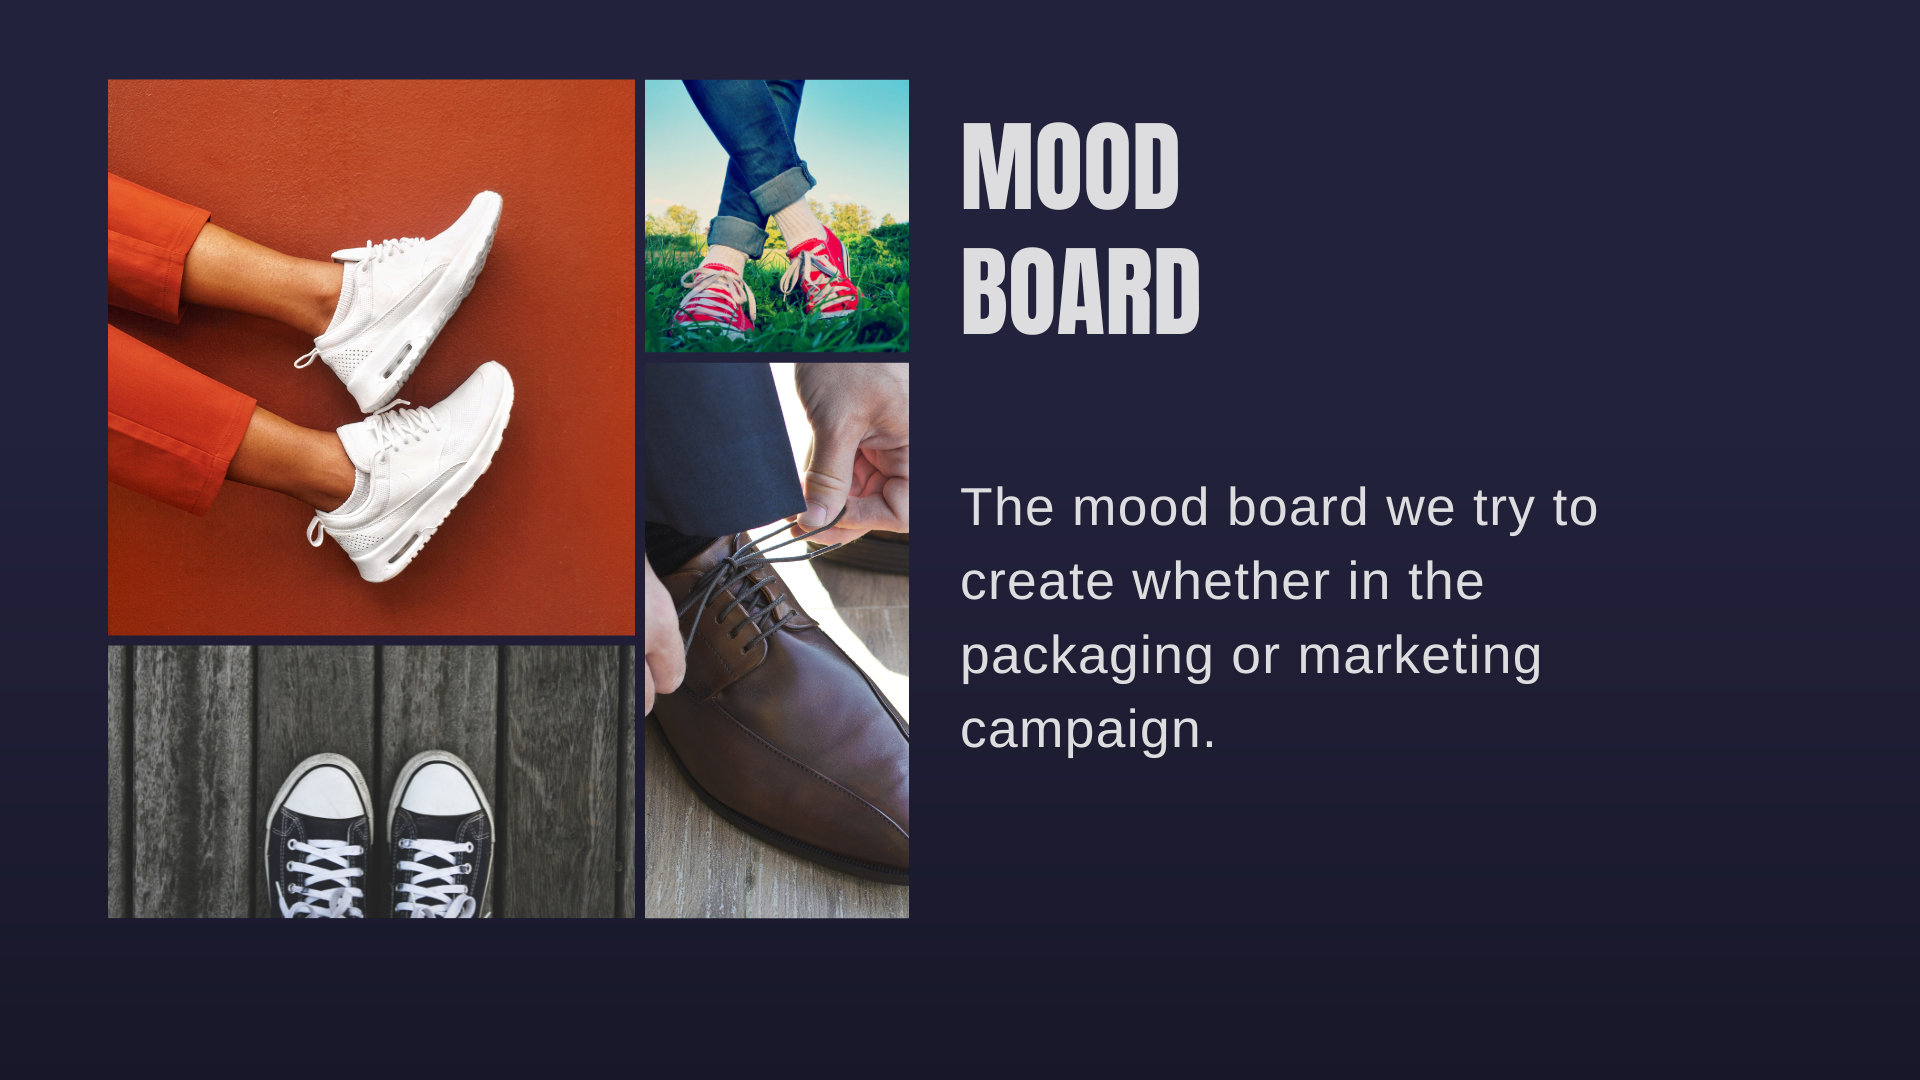 MOOD
BOARD
The mood board we try to
create whether in the
packaging or marketing
campaign.